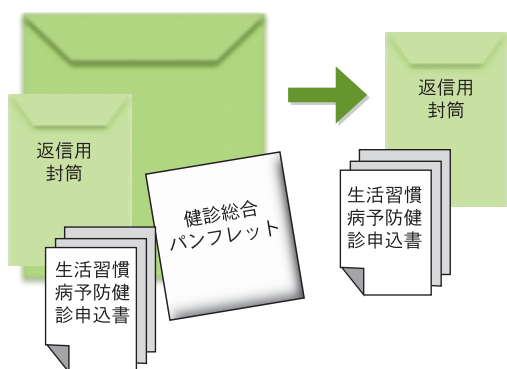 返信用
封筒
健診総合
パンフレット
生活習慣
病予防健
診申込書
返信用
封筒
生活習慣
病予防健
診申込書